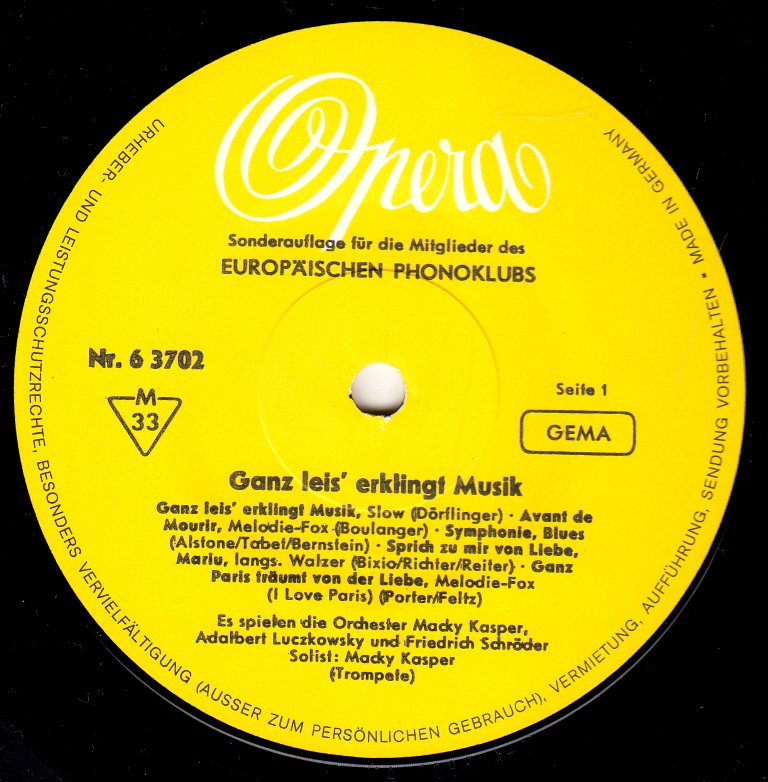 Opera
Sonderauflage für die Mitglieder des
EUROPÄISCHEN PHONOKLUBS
Nr. 6 3702
M
33
Seite 1
GEMA
Ganz leis' erklingt Musik
Ganz leis' erklingt Musik, Slow (Dörflinger) · Avant de
Mourir, Melodie-Fox (Boulanger) · Symphonie, Blues
(Alstone/Tabet/Bernstein) · Sprich zu mir von Liebe,
Mariu, langs. Walzer (Bixio/Richter/Reiter) · Ganz
Paris träumt von der Liebe, Melodie-Fox
(I Love Paris) (Porter/Feltz)
Es spielen die Orchester Macky Kasper,
Adalbert Luczkowsky und Friedrich Schröder
Solist: Macky Kasper
(Trompete)
URHEBER- UND LEISTUNGSSCHUTZRECHTE, BESONDERS VERVIELFÄLTIGUNG (AUSSER ZUM PERSÖNLICHEN GEBRAUCH), VERMIETUNG, AUFFÜHRUNG, SENDUNG VORBEHALTEN • MADE IN GERMANY